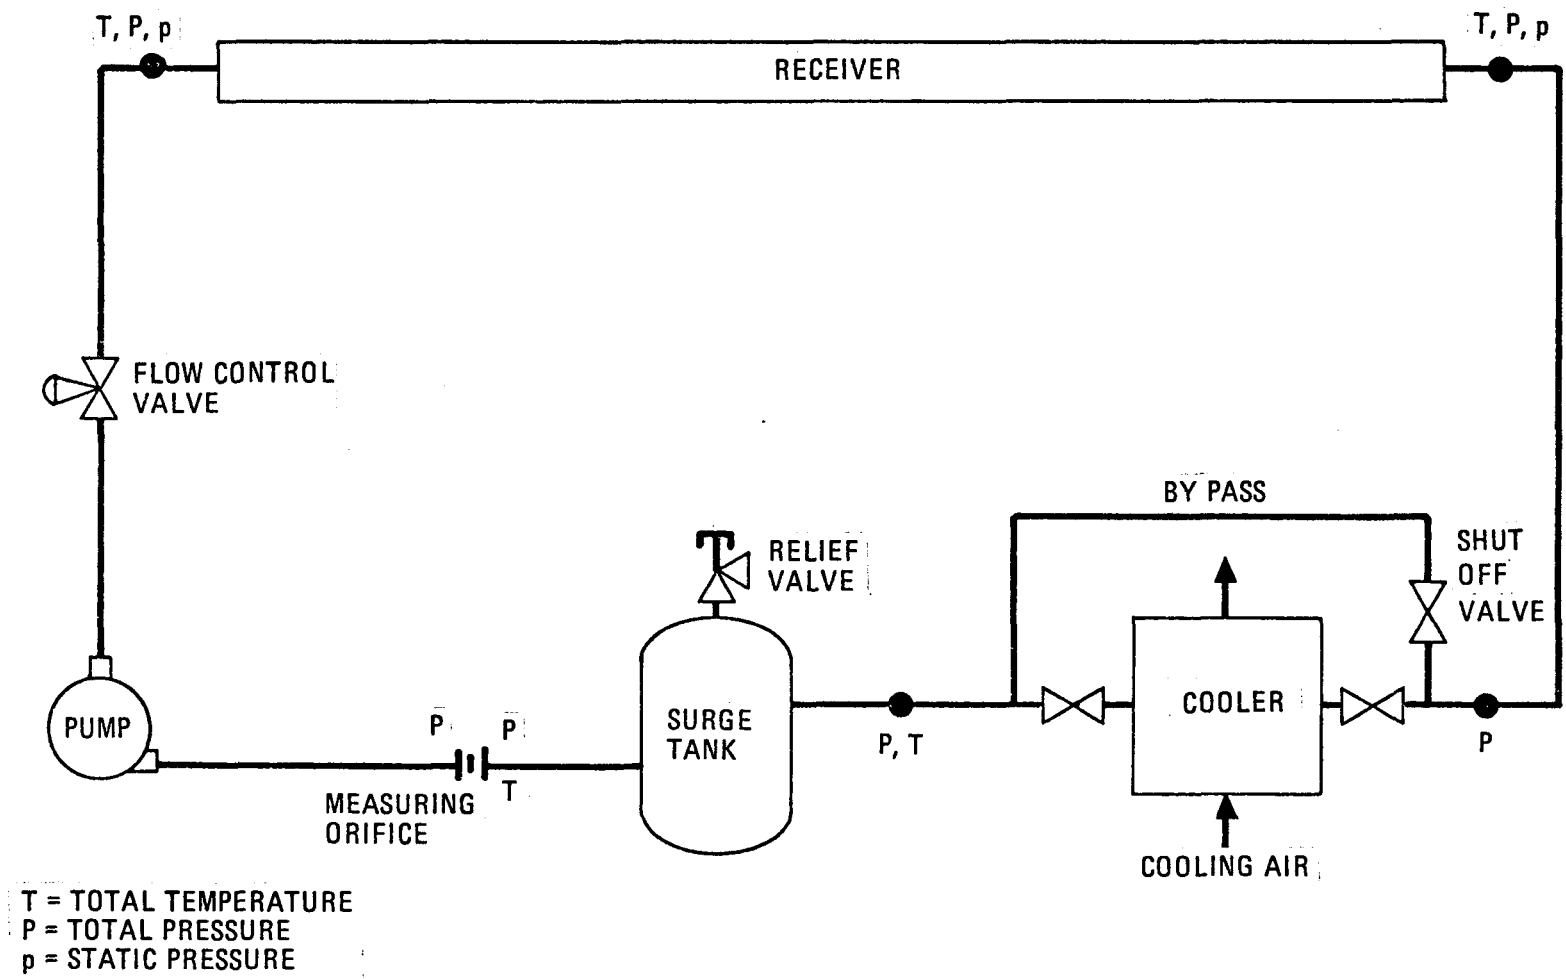 T, P, p
T, P, p
RECEIVER
FLOW CONTROL
VALVE
BY PASS
SHUT
OFF
VALVE
RELIEF
VALVE
PUMP
P
P
T
MEASURING
ORIFICE
SURGE
TANK
P, T
COOLER
P
COOLING AIR
T = TOTAL TEMPERATURE
P = TOTAL PRESSURE
p = STATIC PRESSURE